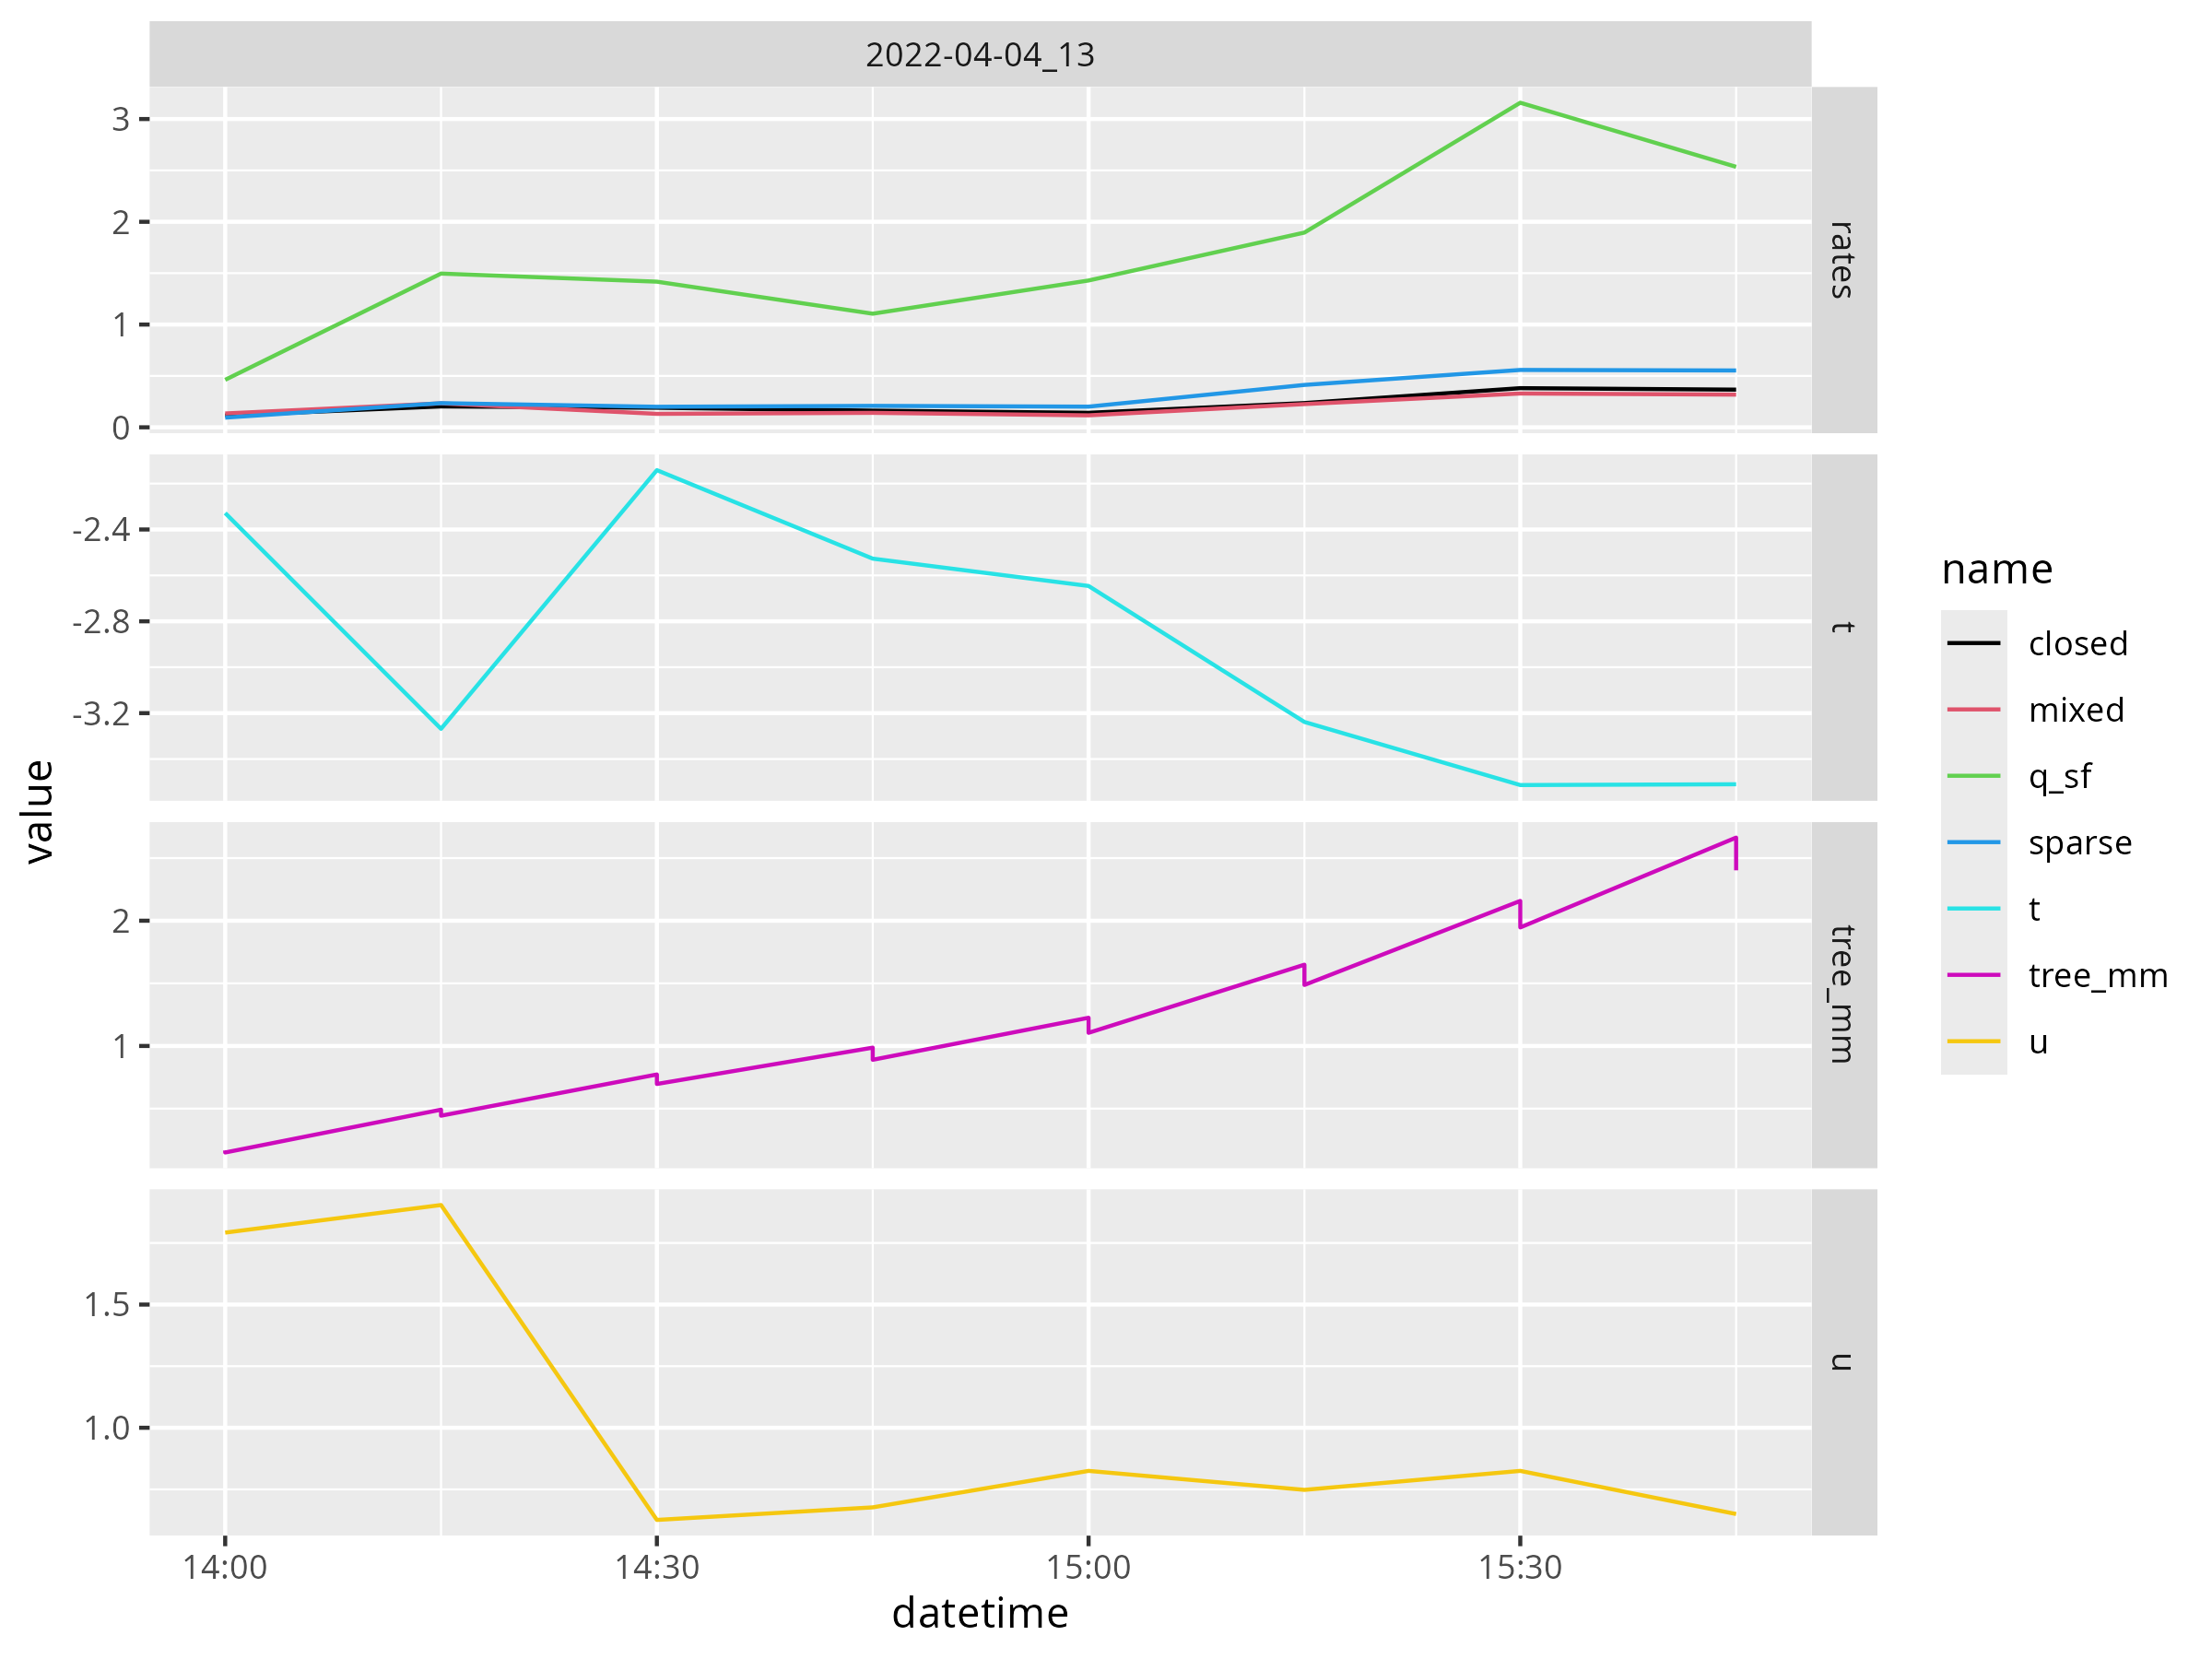 2022-04-04_13
3
2
1
0
rates
-2.4
-2.8
-3.2
t
2
1
tree_mm
1.5
1.0
u
14:00
14:30
15:00
15:30
datetime
value
name
closed
mixed
q_sf
sparse
t
tree_mm
u